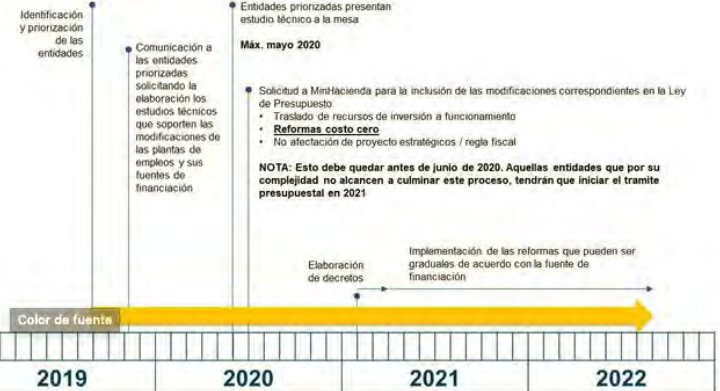 Identificación
y priorización
de las
entidades
Comunicación a
las entidades
priorizadas
solicitando la
elaboración los
estudios técnicos
que soporten las
modificaciones de
las plantas de
empleos y sus
fuentes de
financiación
Entidades priorizadas presentan
estudio técnico a la mesa
Máx. mayo 2020
Solicitud a MinHacienda para la inclusión de las modificaciones correspondientes en la Ley
de Presupuesto
• Traslado de recursos de inversión a funcionamiento
• Reformas costo cero
• No afectación de proyecto estratégicos / regla fiscal
NOTA: Esto debe quedar antes de junio de 2020. Aquellas entidades que por su
complejidad no alcancen a culminar este proceso, tendrán que iniciar el tramite
presupuestal en 2021
Elaboración
de decretos
Implementación de las reformas que pueden ser
graduales de acuerdo con la fuente de
financiación
Color de fuente
2019 2020 2021 2022